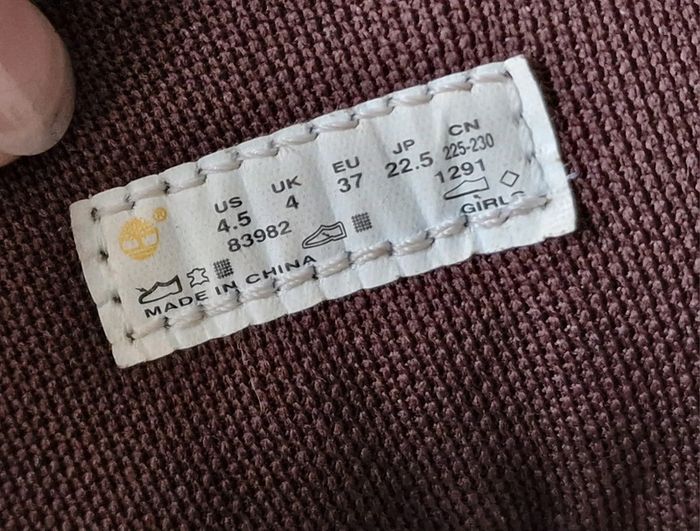 ® US UK EU JP CN
4.5 4 37 22.5 225-230
83982 1291
GIRLS
MADE IN CHINA